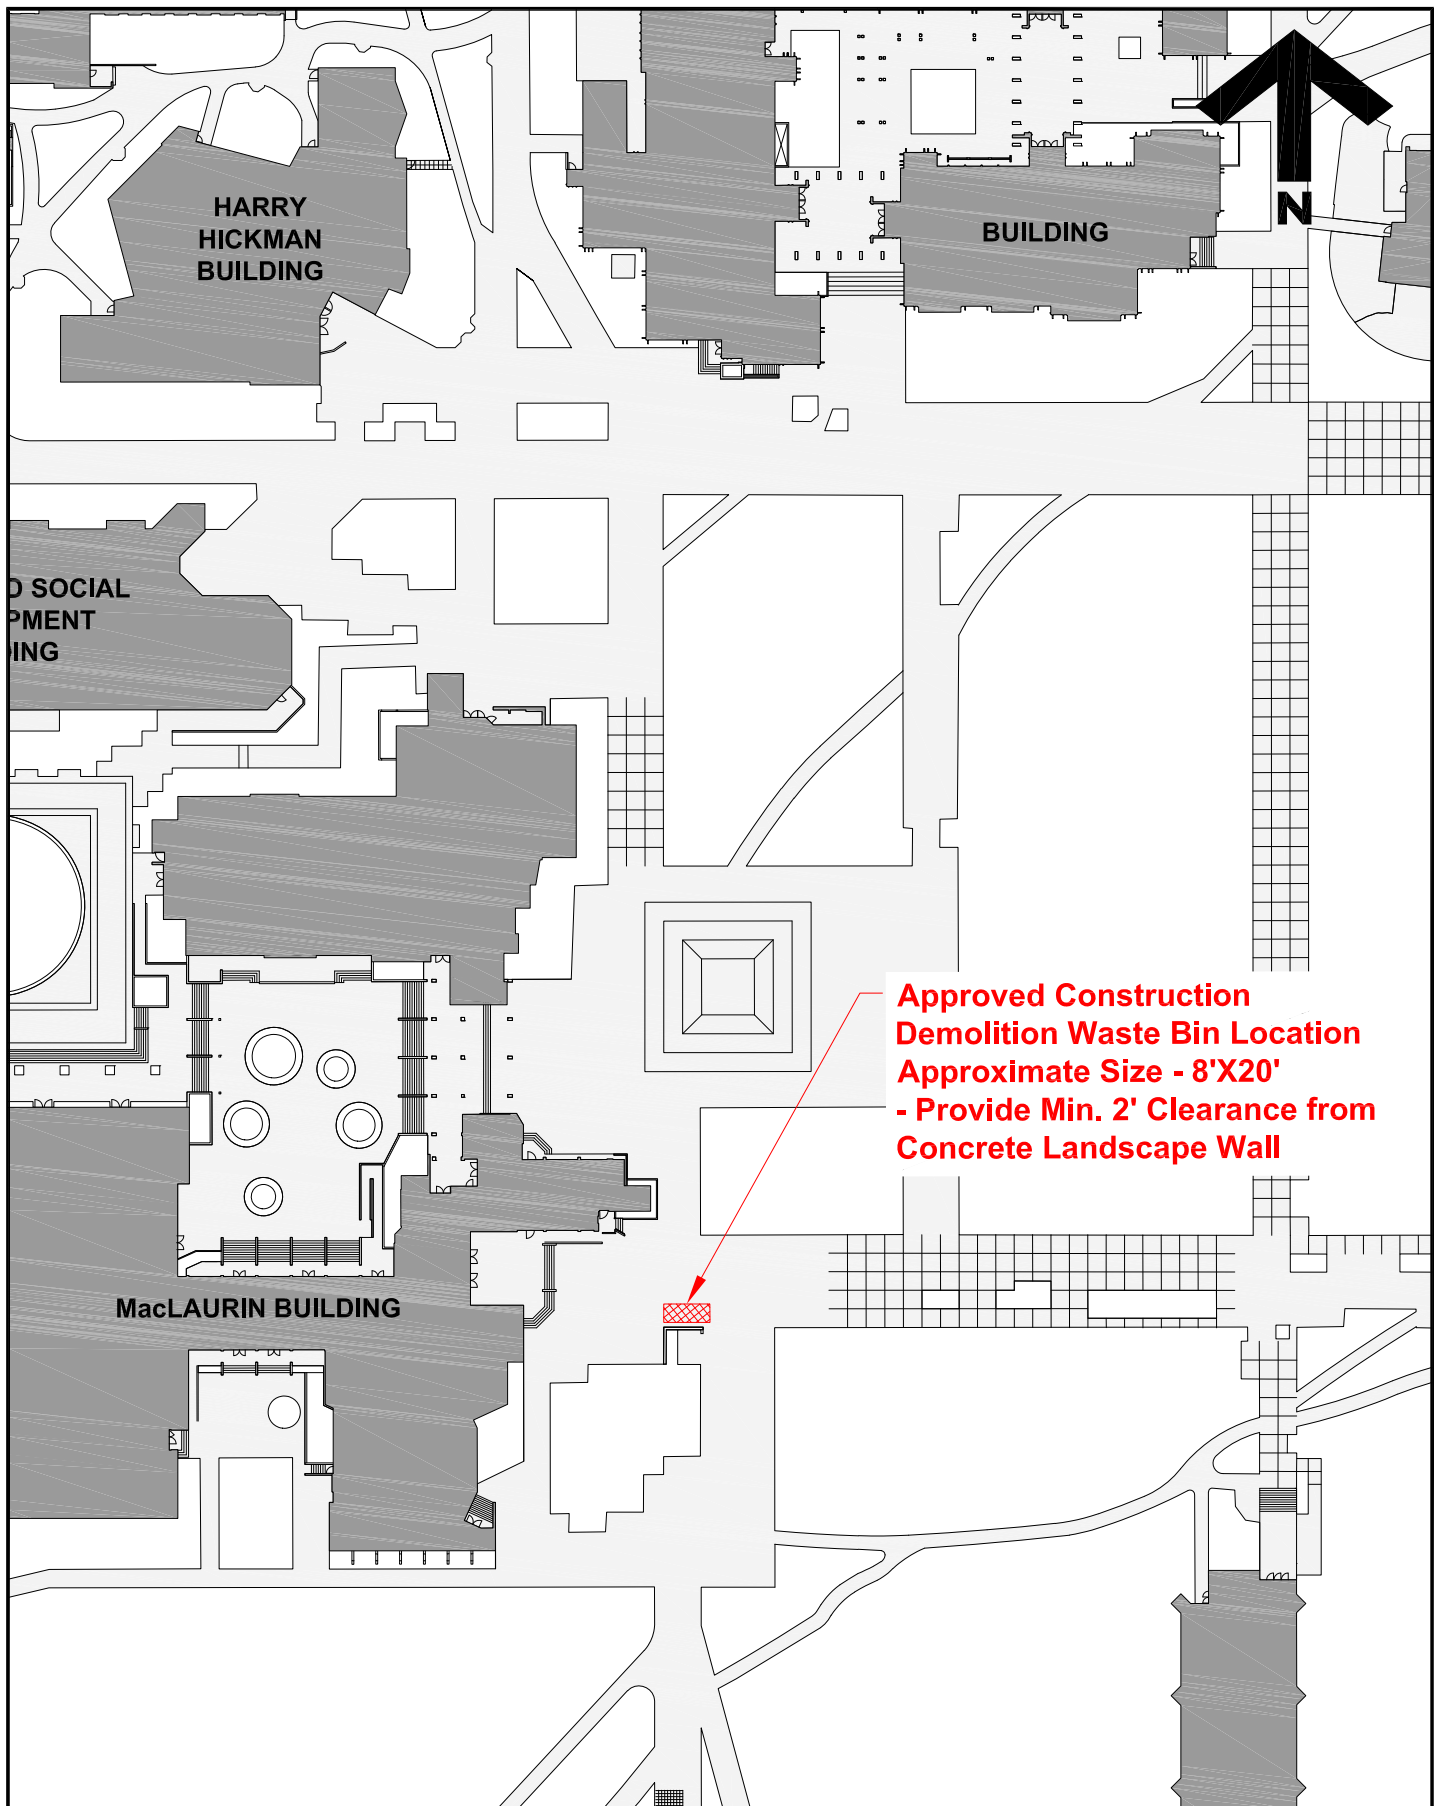 HARRY
HICKMAN
BUILDING
BUILDING
N
D SOCIAL
PMENT
ING
Approved Construction
Demolition Waste Bin Location
Approximate Size - 8'X20'
- Provide Min. 2' Clearance from
Concrete Landscape Wall
MacLAURIN BUILDING